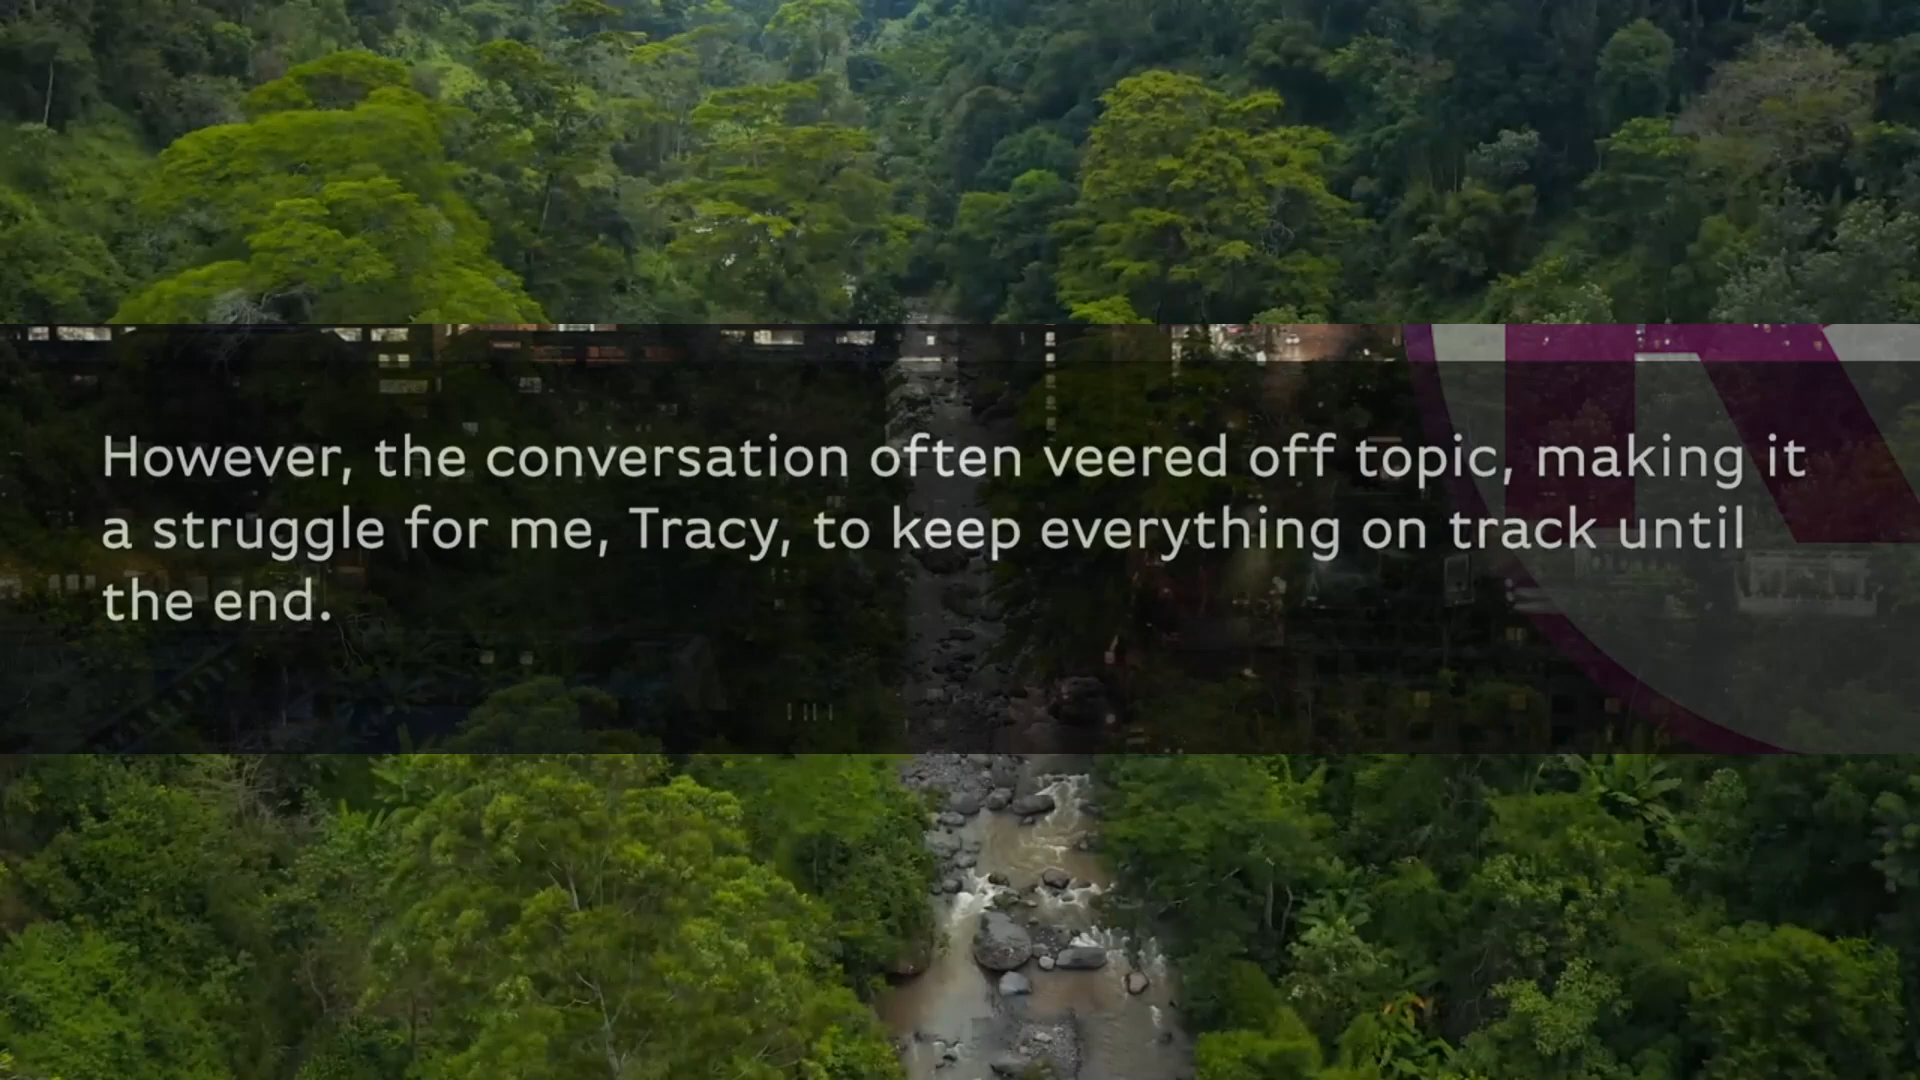 However, the conversation often veered off topic, making it
a struggle for me, Tracy, to keep everything on track until
the end.